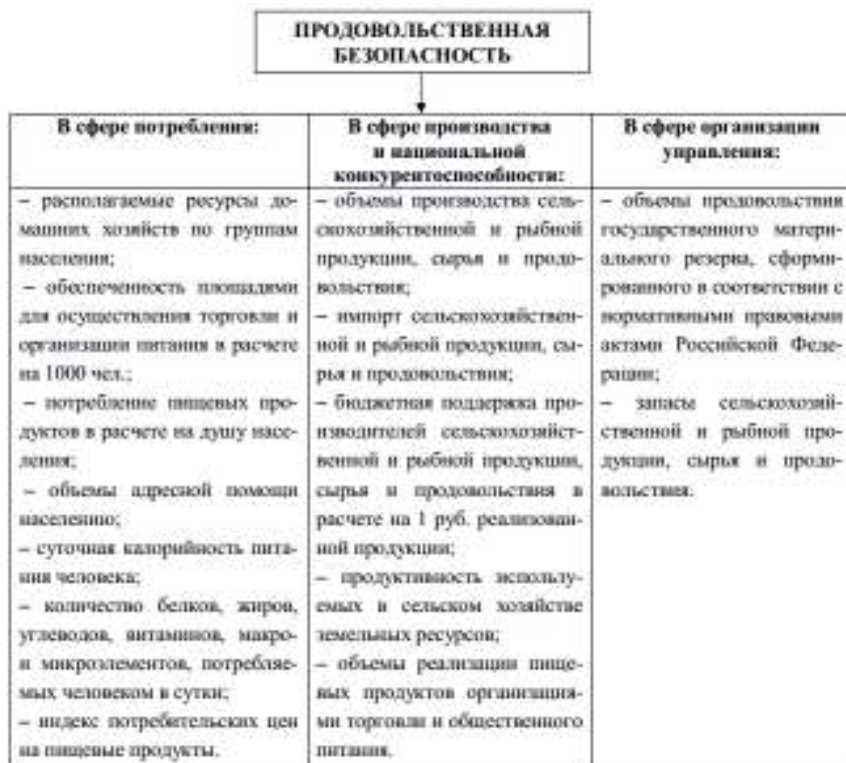 ПРОДОВОЛЬСТВЕННАЯ
БЕЗОПАСНОСТЬ
В сфере потребления:
– располагаемые ресурсы до-
машних хозяйств по группам
населения;
– обеспеченность площадями
для осуществления торговли и
организации питания в расчете
на 1000 чел.;
– потребление пищевых про-
дуктов в расчете на душу насе-
ления;
– объемы адресной помощи
населению;
– суточная калорийность пита-
ния человека;
– количество белков, жиров,
углеводов, витаминов, макро-
и микроэлементов, потребляе-
мых человеком в сутки;
– индекс потребительских цен
на пищевые продукты.
В сфере производства
и национальной
конкурентоспособности:
– объемы производства сель-
скохозяйственной и рыбной
продукции, сырья и продо-
вольствия;
– импорт сельскохозяйствен-
ной и рыбной продукции, сы-
рья и продовольствия;
– бюджетная поддержка про-
изводителей сельскохозяйст-
венной и рыбной продукции,
сырья и продовольствия в
расчете на 1 руб. реализован-
ной продукции;
– продуктивность использу-
емых в сельском хозяйстве
земельных ресурсов;
– объемы реализации пище-
вых продуктов организация-
ми торговли и общественного
питания.
В сфере организации
управления:
– объемы продовольствия
государственного матери-
ального резерва, сформи-
рованного в соответствии с
нормативными правовыми
актами Российской Феде-
рации;
– запасы сельскохозяй-
ственной и рыбной про-
дукции, сырья и продо-
вольствия.